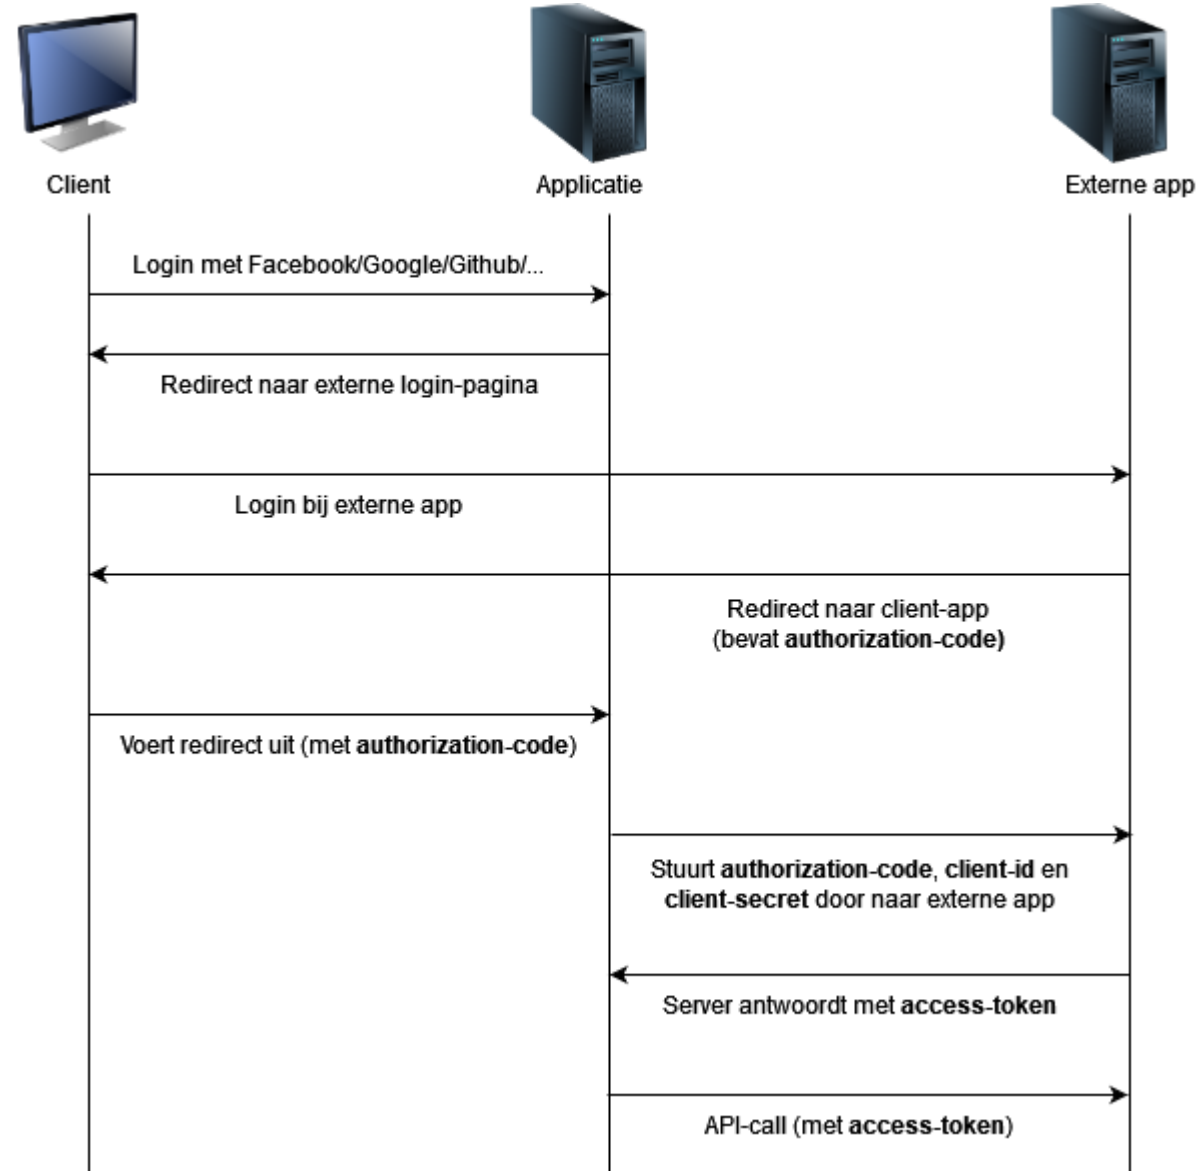 Client
Applicatie
Externe app
Login met Facebook/Google/Github/...
Redirect naar externe login-pagina
Login bij externe app
Redirect naar client-app
(bevat authorization-code)
Voert redirect uit (met authorization-code)
Stuurt authorization-code, client-id en
client-secret door naar externe app
Server antwoordt met access-token
API-call (met access-token)